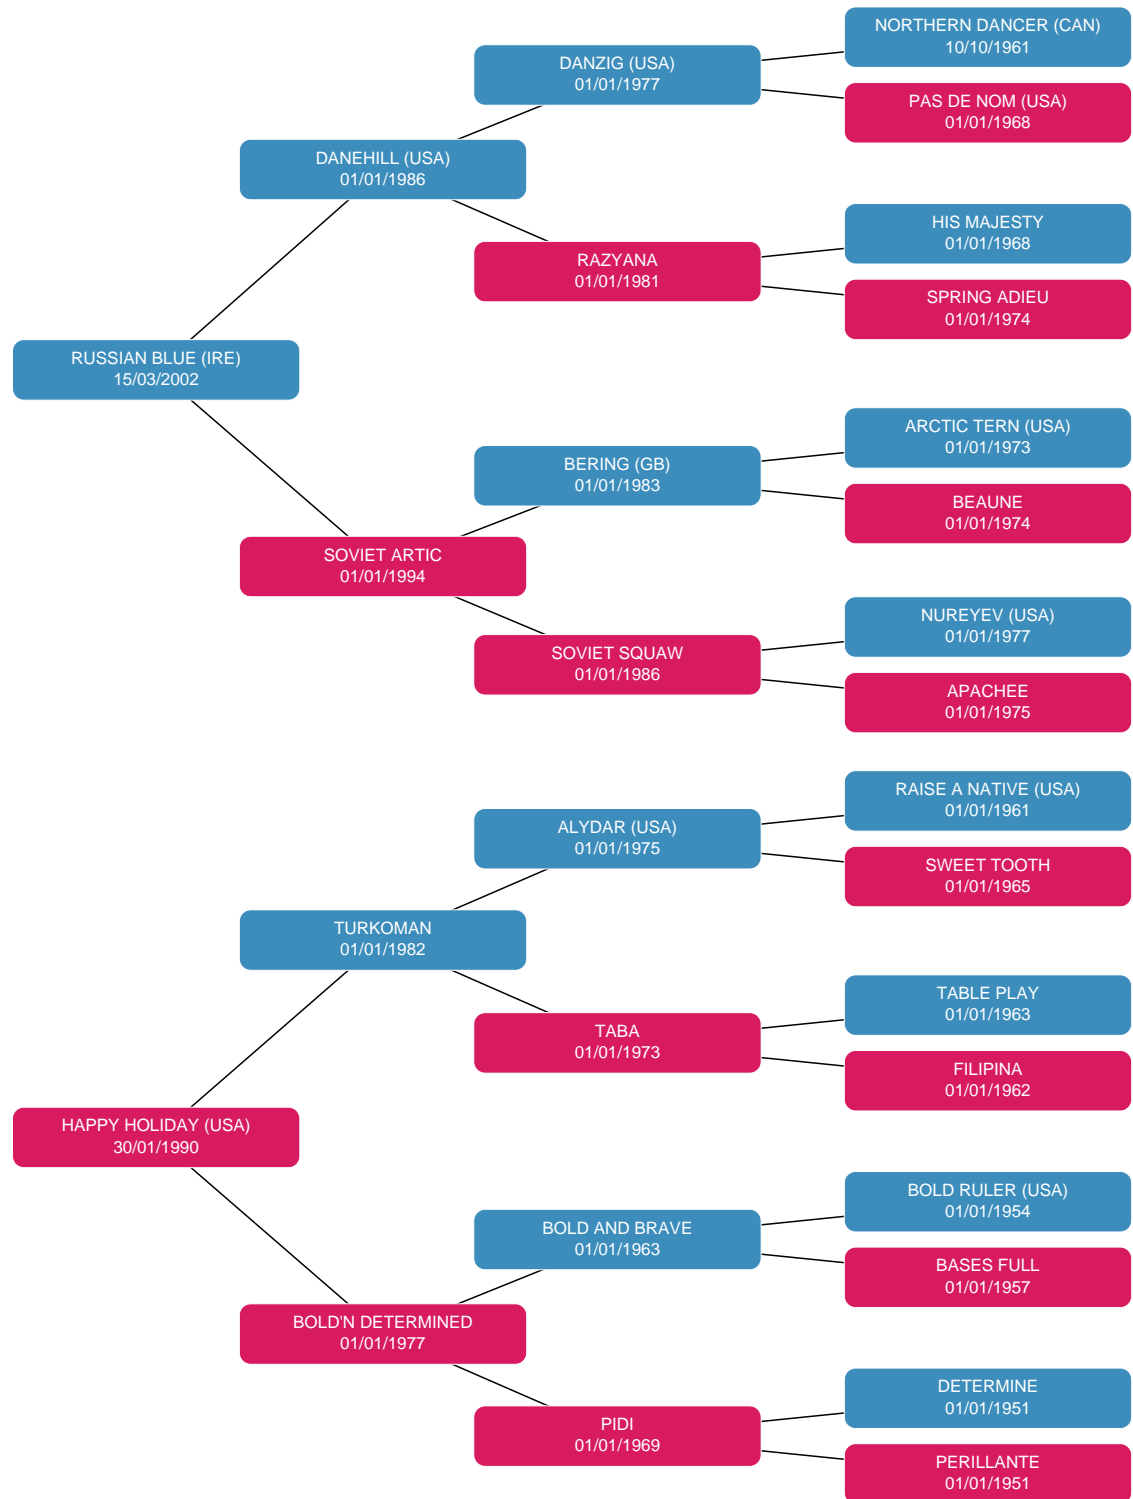 NORTHERN DANCER (CAN)
10/10/1961
DANZIG (USA)
01/01/1977
PAS DE NOM (USA)
01/01/1968
DANEHILL (USA)
01/01/1986
HIS MAJESTY
01/01/1968
RAZYANA
01/01/1981
SPRING ADIEU
01/01/1974
RUSSIAN BLUE (IRE)
15/03/2002
ARCTIC TERN (USA)
01/01/1973
BERING (GB)
01/01/1983
BEAUNE
01/01/1974
SOVIET ARTIC
01/01/1994
NUREYEV (USA)
01/01/1977
SOVIET SQUAW
01/01/1986
APACHEE
01/01/1975
RAISE A NATIVE (USA)
01/01/1961
ALYDAR (USA)
01/01/1975
SWEET TOOTH
01/01/1965
TURKOMAN
01/01/1982
TABLE PLAY
01/01/1963
TABA
01/01/1973
FILIPINA
01/01/1962
HAPPY HOLIDAY (USA)
30/01/1990
BOLD RULER (USA)
01/01/1954
BOLD AND BRAVE
01/01/1963
BASES FULL
01/01/1957
BOLD'N DETERMINED
01/01/1977
DETERMINE
01/01/1951
PIDI
01/01/1969
PERILLANTE
01/01/1951